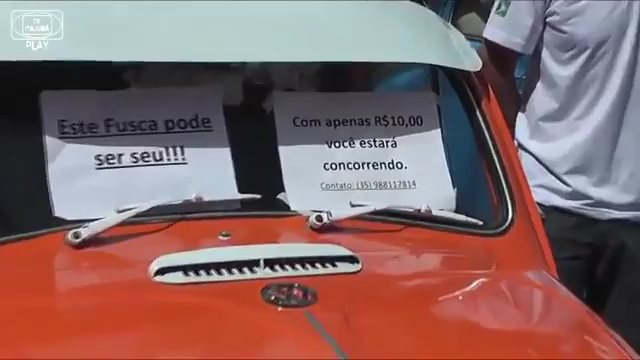 TV
ITAJUBÁ
PLAY
Este Fusca pode
ser seu!!!
Com apenas R$10,00
você estará
concorrendo.
Contato: (35) 988117814